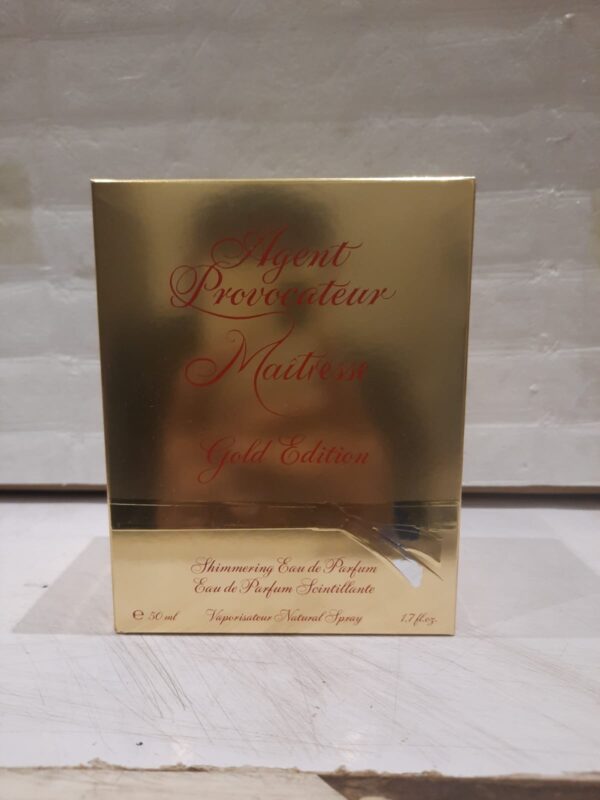 Agent
Provocateur
Maîtresse
Gold Edition
Shimmering Eau de Parfum
Eau de Parfum Scintillante
e 50 ml Vaporisateur Natural Spray 1.7 fl.oz.